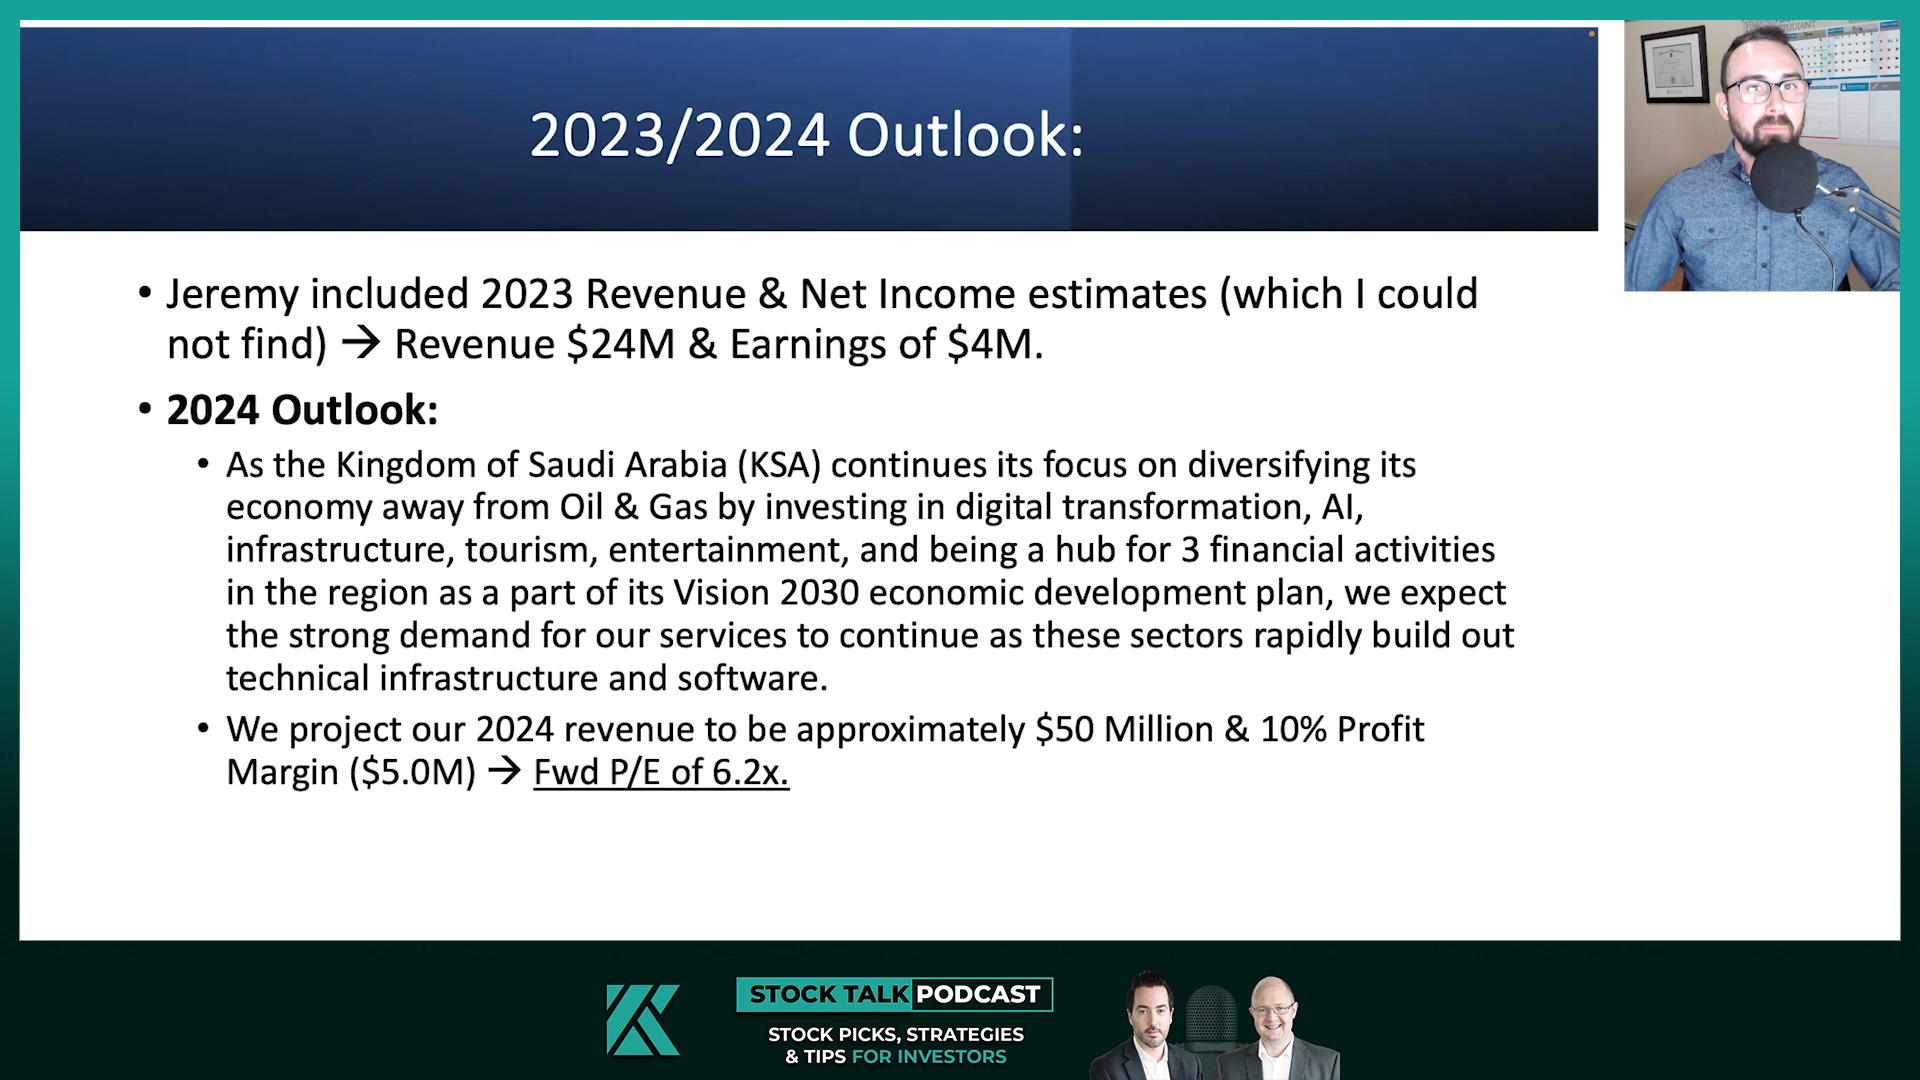 2023/2024 Outlook:
• Jeremy included 2023 Revenue & Net Income estimates (which I could
not find) → Revenue $24M & Earnings of $4M.
• 2024 Outlook:
• As the Kingdom of Saudi Arabia (KSA) continues its focus on diversifying its
economy away from Oil & Gas by investing in digital transformation, AI,
infrastructure, tourism, entertainment, and being a hub for 3 financial activities
in the region as a part of its Vision 2030 economic development plan, we expect
the strong demand for our services to continue as these sectors rapidly build out
technical infrastructure and software.
• We project our 2024 revenue to be approximately $50 Million & 10% Profit
Margin ($5.0M) → Fwd P/E of 6.2x.
STOCK TALK PODCAST
STOCK PICKS, STRATEGIES
& TIPS FOR INVESTORS